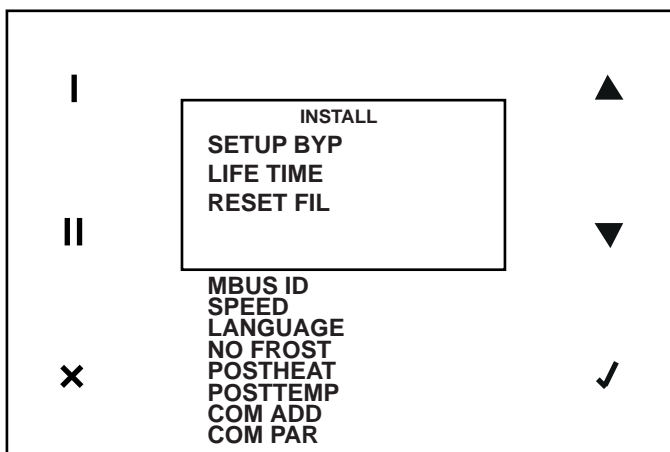 I
INSTALL
SETUP BYP
LIFE TIME
RESET FIL
II
MBUS ID
SPEED
LANGUAGE
NO FROST
POSTHEAT
POSTTEMP
COM ADD
COM PAR